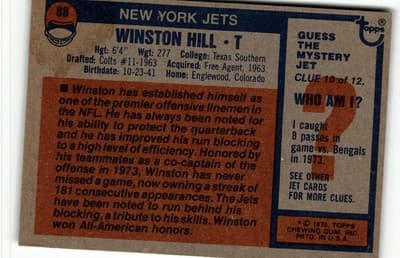 88
NEW YORK JETS
WINSTON HILL • T
Hgt: 6'4" Wgt: 277 College: Texas Southern
Drafted: Colts #11-1963 Acquired: Free Agent, 1963
Birthdate: 10-23-41 Home: Englewood, Colorado
■ Winston has established himself as
one of the premier offensive linemen in
the NFL. He has always been noted for
his ability to protect the quarterback
and he has improved his run blocking
to a high level of efficiency. Honored by
his teammates as a co-captain of the
offense in 1973, Winston has never
missed a game, now owning a streak of
181 consecutive appearances. The Jets
have been noted to run behind his
blocking, a tribute to his skills. Winston
won All-American honors.
topps
GUESS
THE
MYSTERY
JET
CLUE 10 of 12.
WHO AM I?
I caught
8 passes in
game vs. Bengals
in 1973.
SEE OTHER
JET CARDS
FOR MORE CLUES.
* © 1976 TOPPS
CHEWING GUM, INC.
PRTD. IN U.S.A.